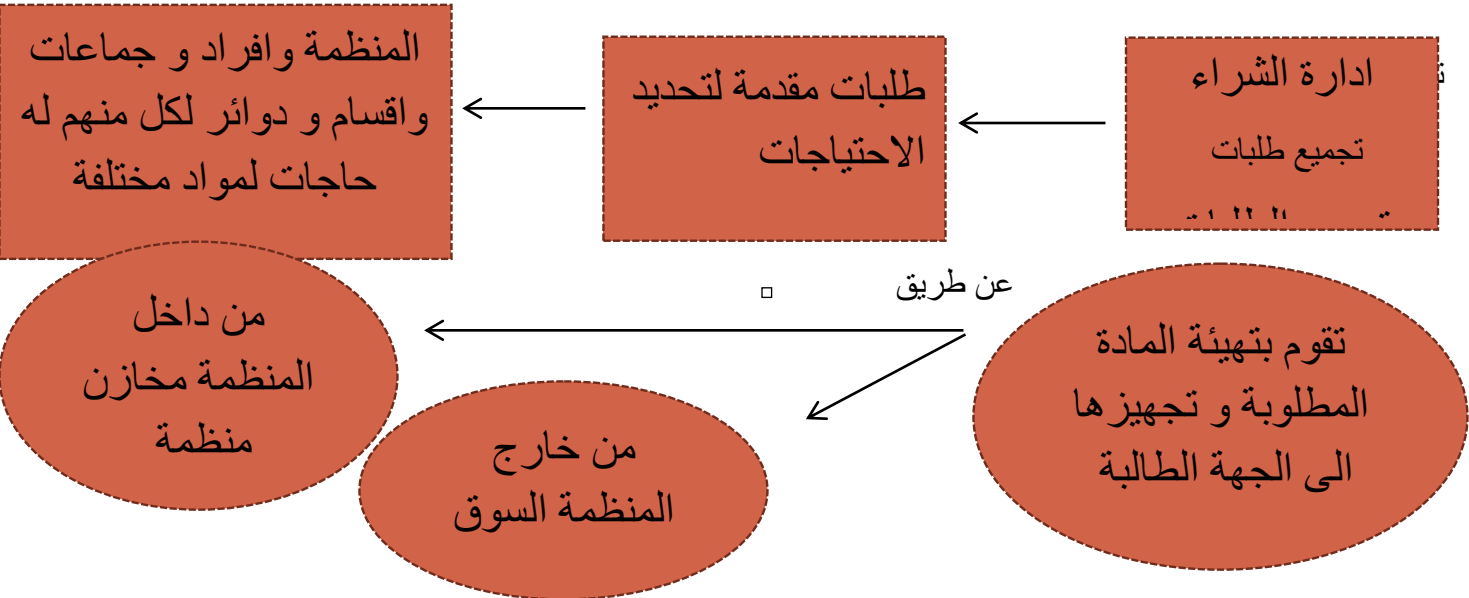 ادارة الشراء
تجميع طلبات
طلبات مقدمة لتحديد
الاحتياجات
المنظمة وافراد و جماعات
واقسام و دوائر لكل منهم له
حاجات لمواد مختلفة
عن طريق
تقوم بتهيئة المادة
المطلوبة و تجهيزها
الى الجهة الطالبة
من خارج
المنظمة السوق
من داخل
المنظمة مخازن
منظمة